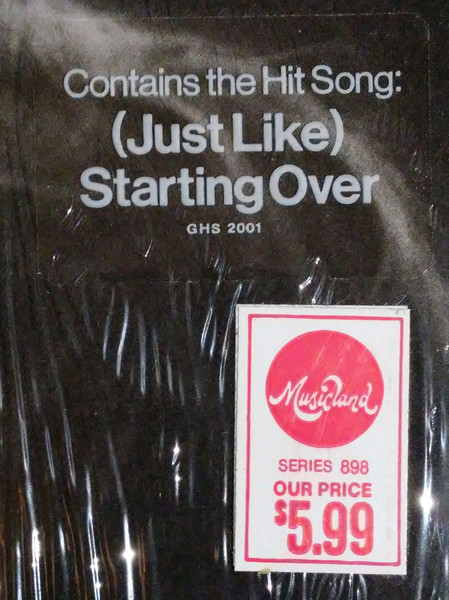 Contains the Hit Song:
(Just Like)
Starting Over
GHS 2001
Musicland
SERIES 898
OUR PRICE
$5.99